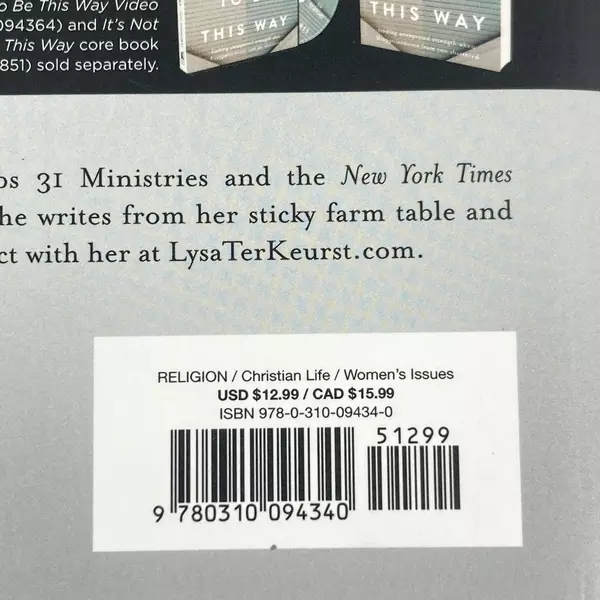 o Be This Way Video
094364) and It's Not
This Way core book
851) sold separately.
THIS WAY
THIS WAY
os 31 Ministries and the New York Times
he writes from her sticky farm table and
ct with her at LysaTerKeurst.com.
RELIGION / Christian Life / Women's Issues
USD $12.99 / CAD $15.99
ISBN 978-0-310-09434-0
51299
9 780310 094340